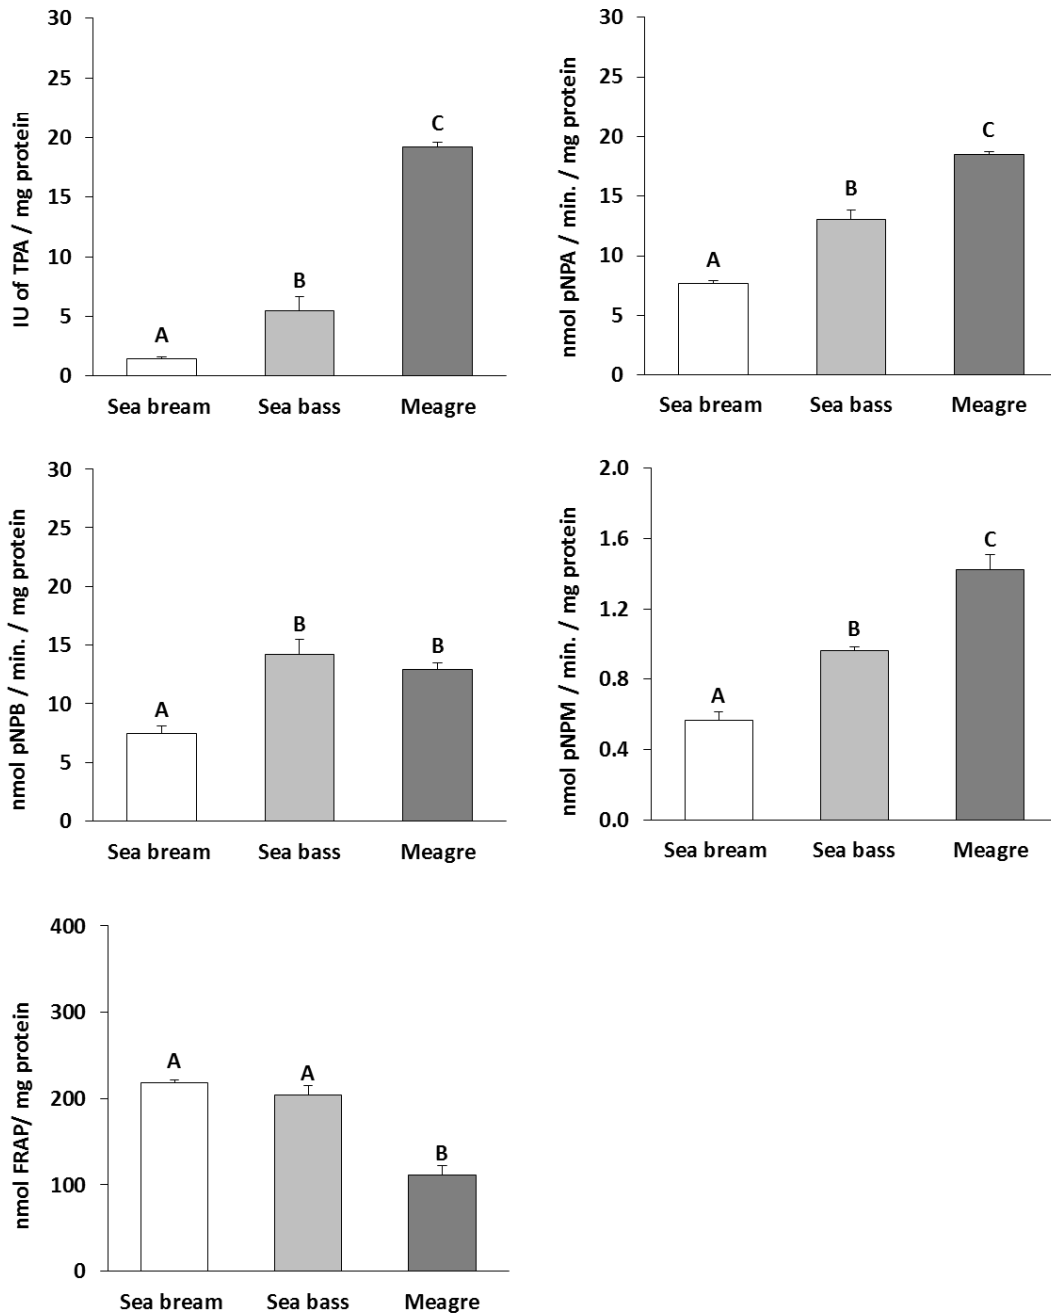 IU of TPA / mg protein
30
25
20
15
10
5
0
A
B
C
Sea bream Sea bass Meagre
nmol pNPA / min. / mg protein
30
25
20
15
10
5
0
A
B
C
Sea bream Sea bass Meagre
nmol pNPB / min. / mg protein
30
25
20
15
10
5
0
A
B
B
Sea bream Sea bass Meagre
nmol pNPM / min. / mg protein
2.0
1.6
1.2
0.8
0.4
0.0
A
B
C
Sea bream Sea bass Meagre
nmol FRAP/ mg protein
400
300
200
100
0
A
A
B
Sea bream Sea bass Meagre